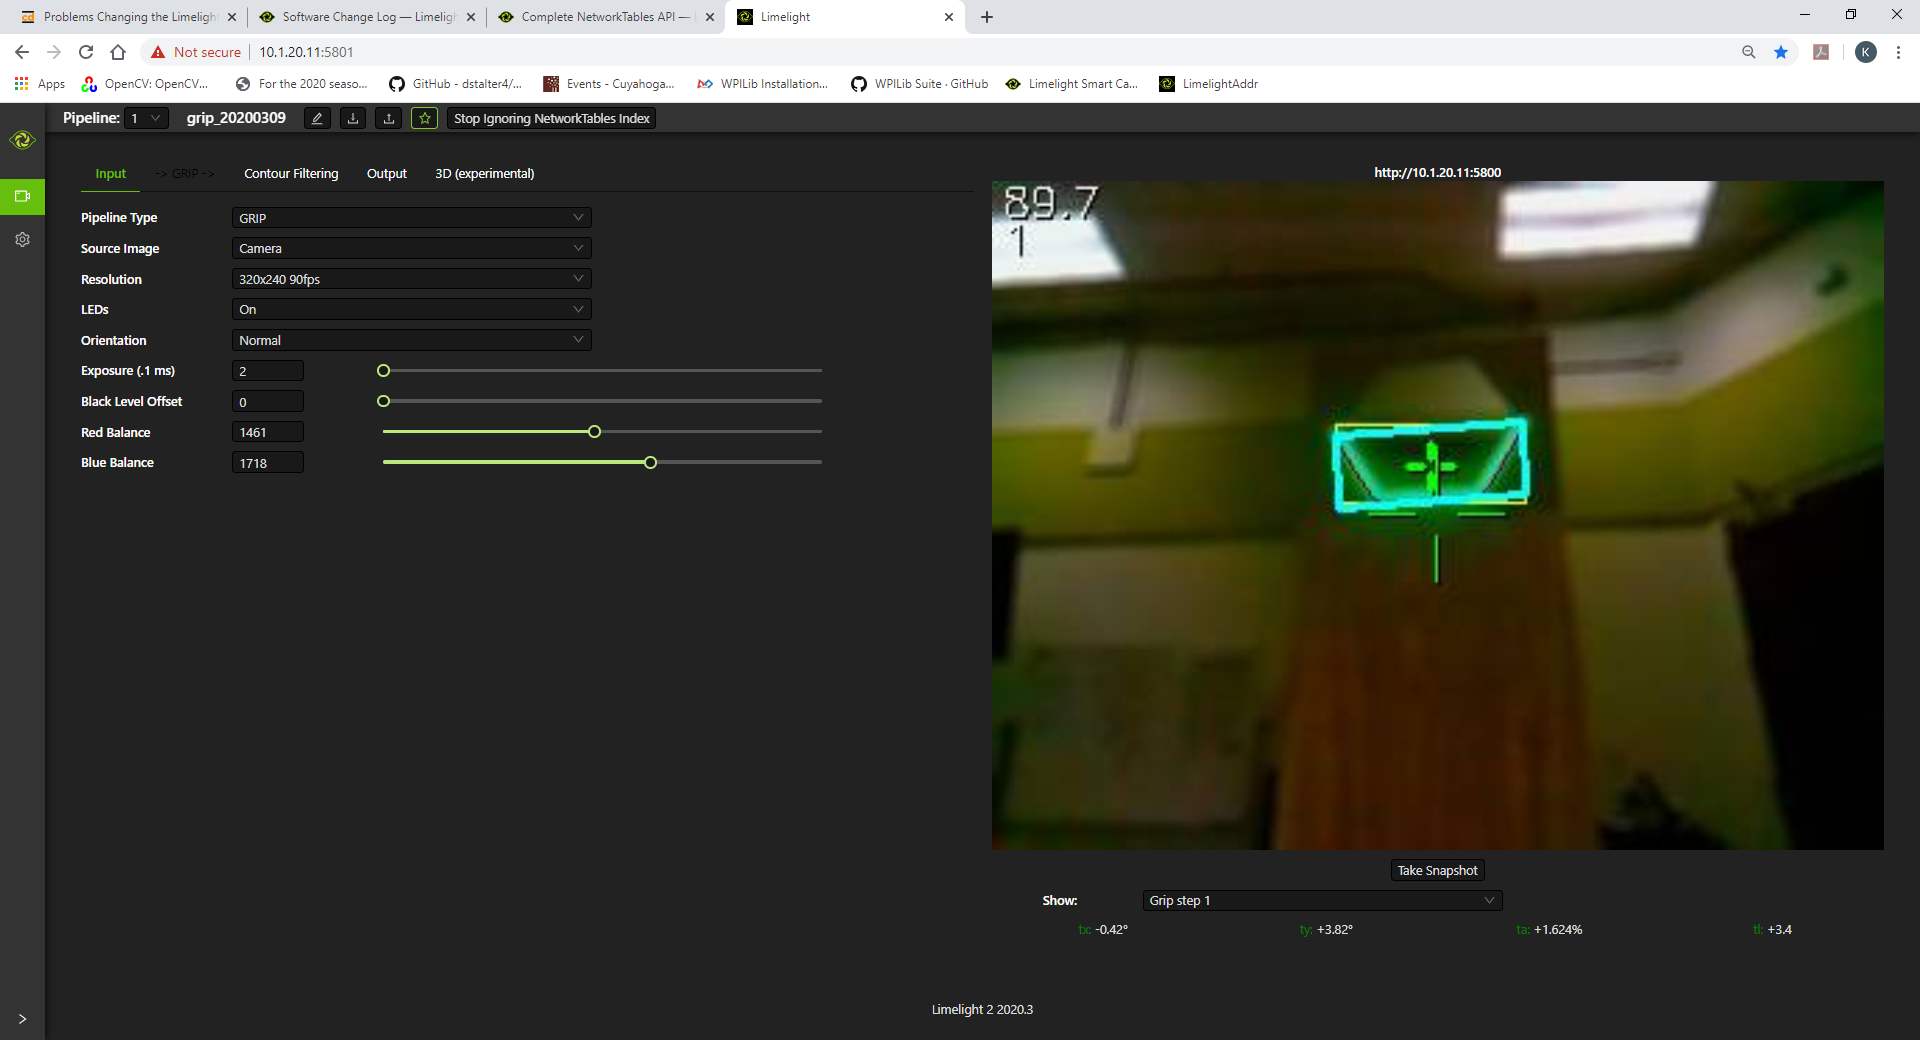 Problems Changing the Limelight
Software Change Log — Limelight
Complete NetworkTables API —
Limelight
Not secure
10.1.20.11:5801
Apps
OpenCV: OpenCV...
For the 2020 seaso...
GitHub - dstalter4/...
Events - Cuyahoga...
WPILib Installation...
WPILib Suite · GitHub
Limelight Smart Ca...
LimelightAddr
K
Pipeline: 1
grip_20200309
Stop Ignoring NetworkTables Index
Input
-> GRIP ->
Contour Filtering
Output
3D (experimental)
Pipeline Type GRIP
Source Image Camera
Resolution 320x240 90fps
LEDs On
Orientation Normal
Exposure (.1 ms) 2
Black Level Offset 0
Red Balance 1461
Blue Balance 1718
http://10.1.20.11:5800
89.7
1
Take Snapshot
Show: Grip step 1
tx: -0.42° ty: +3.82° ta: +1.624% tl: +3.4
Limelight 2 2020.3